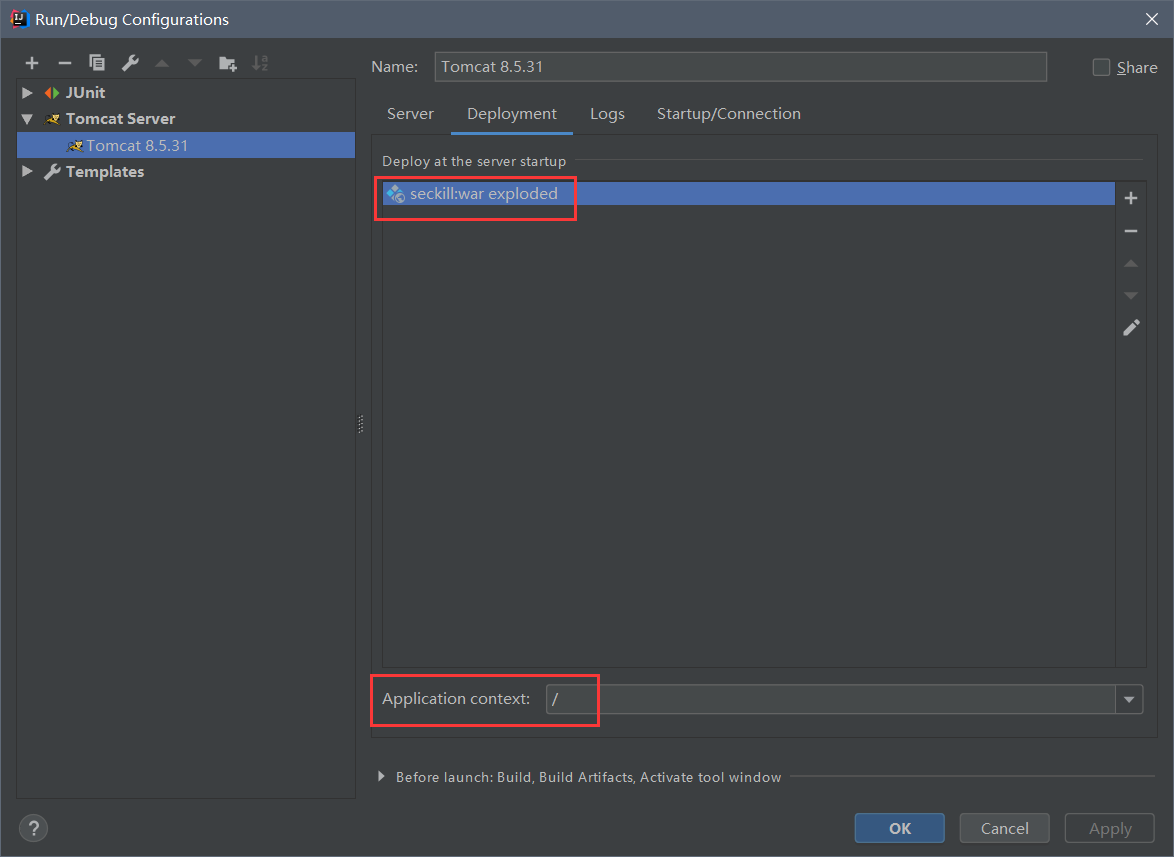 Run/Debug Configurations
Name: Tomcat 8.5.31
Share
JUnit
Tomcat Server
Tomcat 8.5.31
Templates
Server Deployment Logs Startup/Connection
Deploy at the server startup
seckill:war exploded
Application context: /
Before launch: Build, Build Artifacts, Activate tool window
? OK Cancel Apply